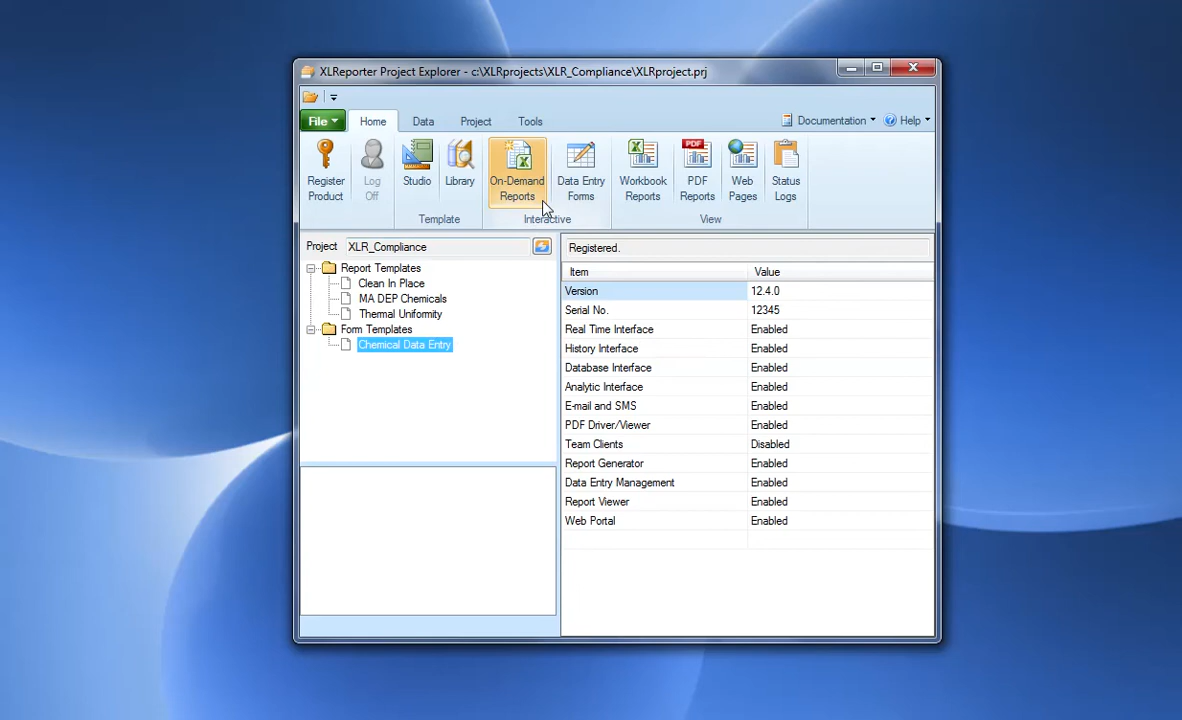 XLReporter Project Explorer - c:\XLRprojects\XLR_Compliance\XLRproject.prj
File
Home
Data
Project
Tools
Documentation
Help
Register Product
Log Off
Studio
Library
On-Demand Reports
Data Entry Forms
Workbook Reports
PDF
PDF Reports
Web Pages
Status Logs
Template
Interactive
View
Project XLR_Compliance
Report Templates
Clean In Place
MA DEP Chemicals
Thermal Uniformity
Form Templates
Chemical Data Entry
Registered.
Item Value
Version 12.4.0
Serial No. 12345
Real Time Interface Enabled
History Interface Enabled
Database Interface Enabled
Analytic Interface Enabled
E-mail and SMS Enabled
PDF Driver/Viewer Enabled
Team Clients Disabled
Report Generator Enabled
Data Entry Management Enabled
Report Viewer Enabled
Web Portal Enabled